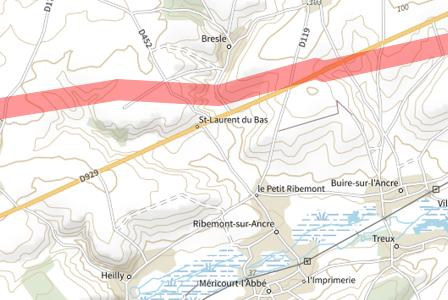 100
D452
D119
Bresle
St-Laurent du Bas
D929
le Petit Ribemont
Buire-sur-l'Ancre
Ribemont-sur-Ancre
Treux
Heilly
Méricourt-l'Abbé
l'Imprimerie